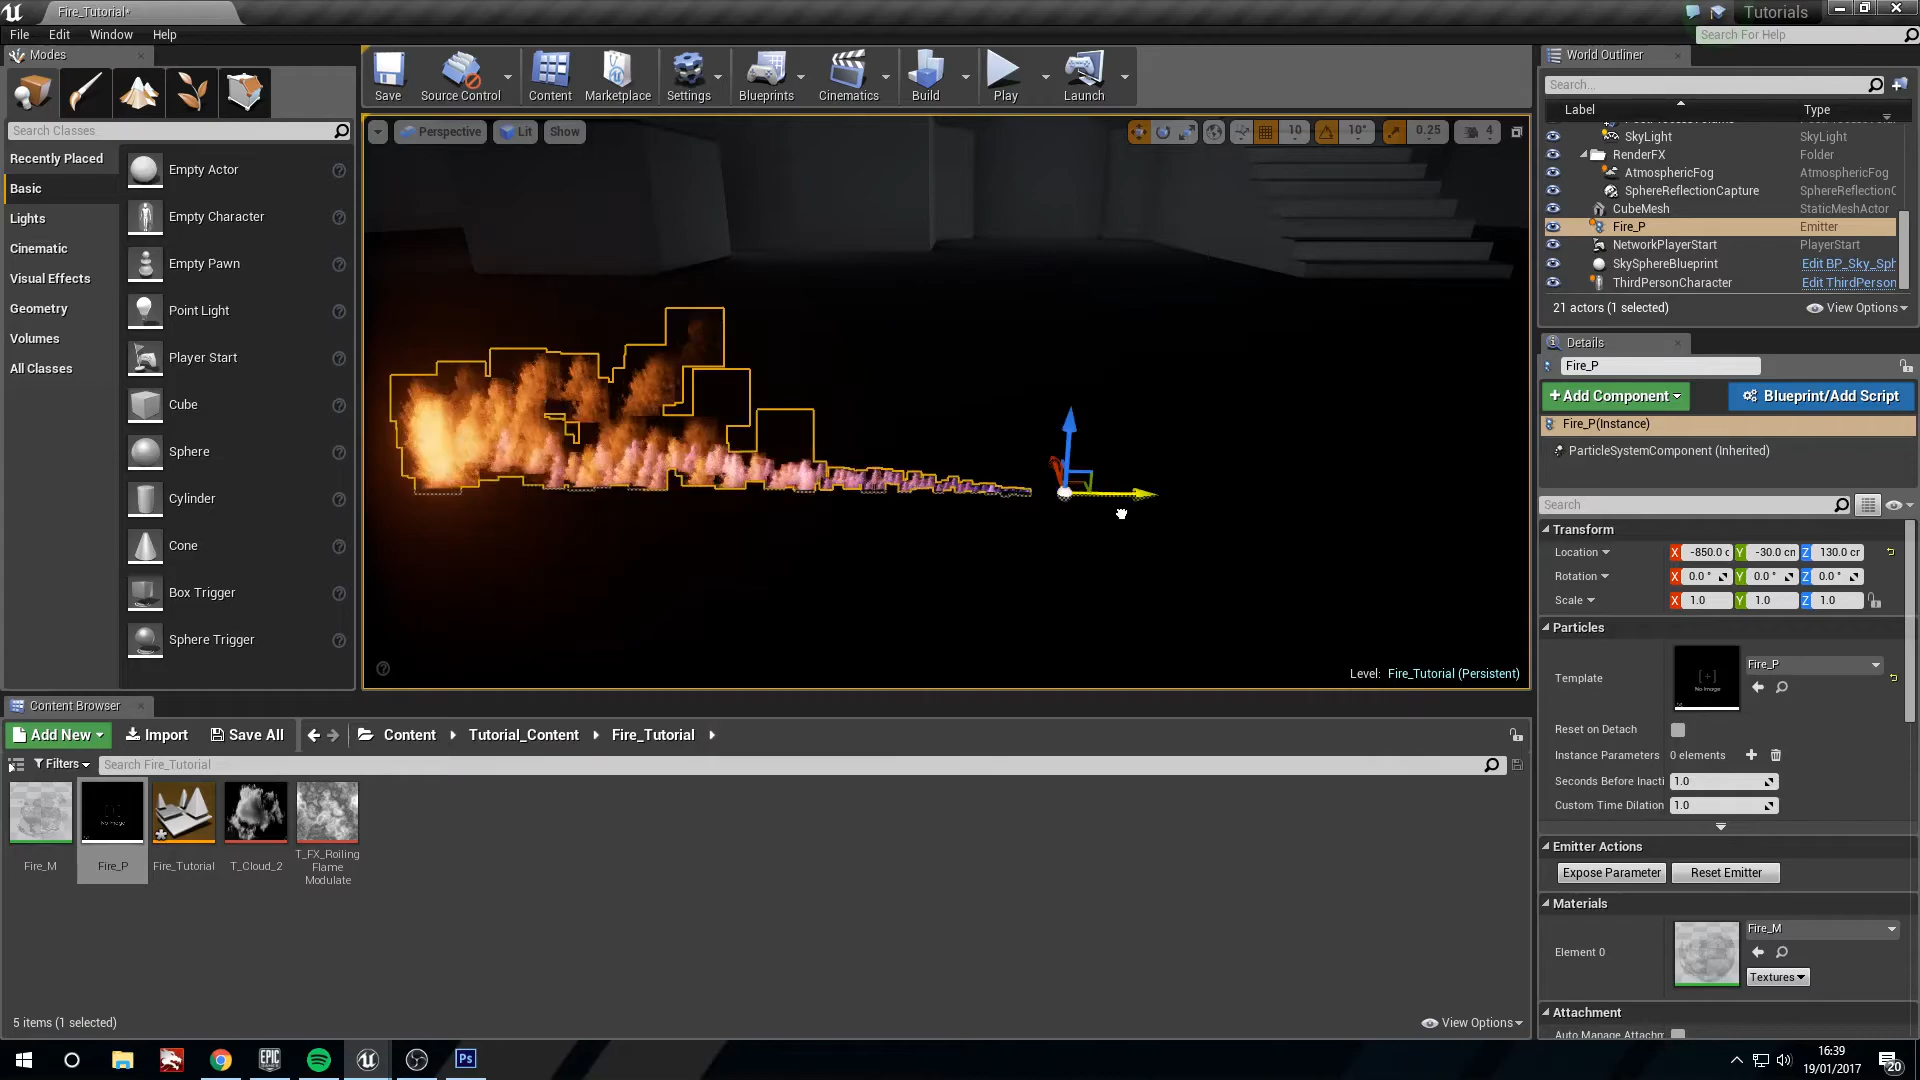 Fire_Tutorial*
Tutorials
File Edit Window Help
Search For Help
Modes
Search Classes
Recently Placed
Basic
Lights
Cinematic
Visual Effects
Geometry
Volumes
All Classes
Empty Actor
Empty Character
Empty Pawn
Point Light
Player Start
Cube
Sphere
Cylinder
Cone
Box Trigger
Sphere Trigger
Save
Source Control
Content
Marketplace
Settings
Blueprints
Cinematics
Build
Play
Launch
Perspective Lit Show
10 10° 0.25 4
Level: Fire_Tutorial (Persistent)
World Outliner
Search...
Label Type
SkyLight SkyLight
RenderFX Folder
AtmosphericFog AtmosphericFog
SphereReflectionCapture SphereReflectionC
CubeMesh StaticMeshActor
Fire_P Emitter
NetworkPlayerStart PlayerStart
SkySphereBlueprint Edit BP_Sky_Sph
ThirdPersonCharacter Edit ThirdPerson
21 actors (1 selected)
View Options
Details
Fire_P
+Add Component
Blueprint/Add Script
Fire_P(Instance)
ParticleSystemComponent (Inherited)
Search
Transform
Location X -850.0 c Y -30.0 cn Z 130.0 cr
Rotation X 0.0 ° Y 0.0 ° Z 0.0 °
Scale X 1.0 Y 1.0 Z 1.0
Particles
Template
No Image
Fire_P
Reset on Detach
Instance Parameters 0 elements
Seconds Before Inacti 1.0
Custom Time Dilation 1.0
Emitter Actions
Expose Parameter Reset Emitter
Materials
Element 0
Fire_M
Textures
Attachment
Auto Manage Attachm
Content Browser
Add New Import Save All Content Tutorial_Content Fire_Tutorial
Filters Search Fire_Tutorial
Fire_M
Fire_P
Fire_Tutorial
T_Cloud_2
T_FX_Roiling
Flame
Modulate
5 items (1 selected)
View Options
EPIC
Ps
16:39
19/01/2017
20